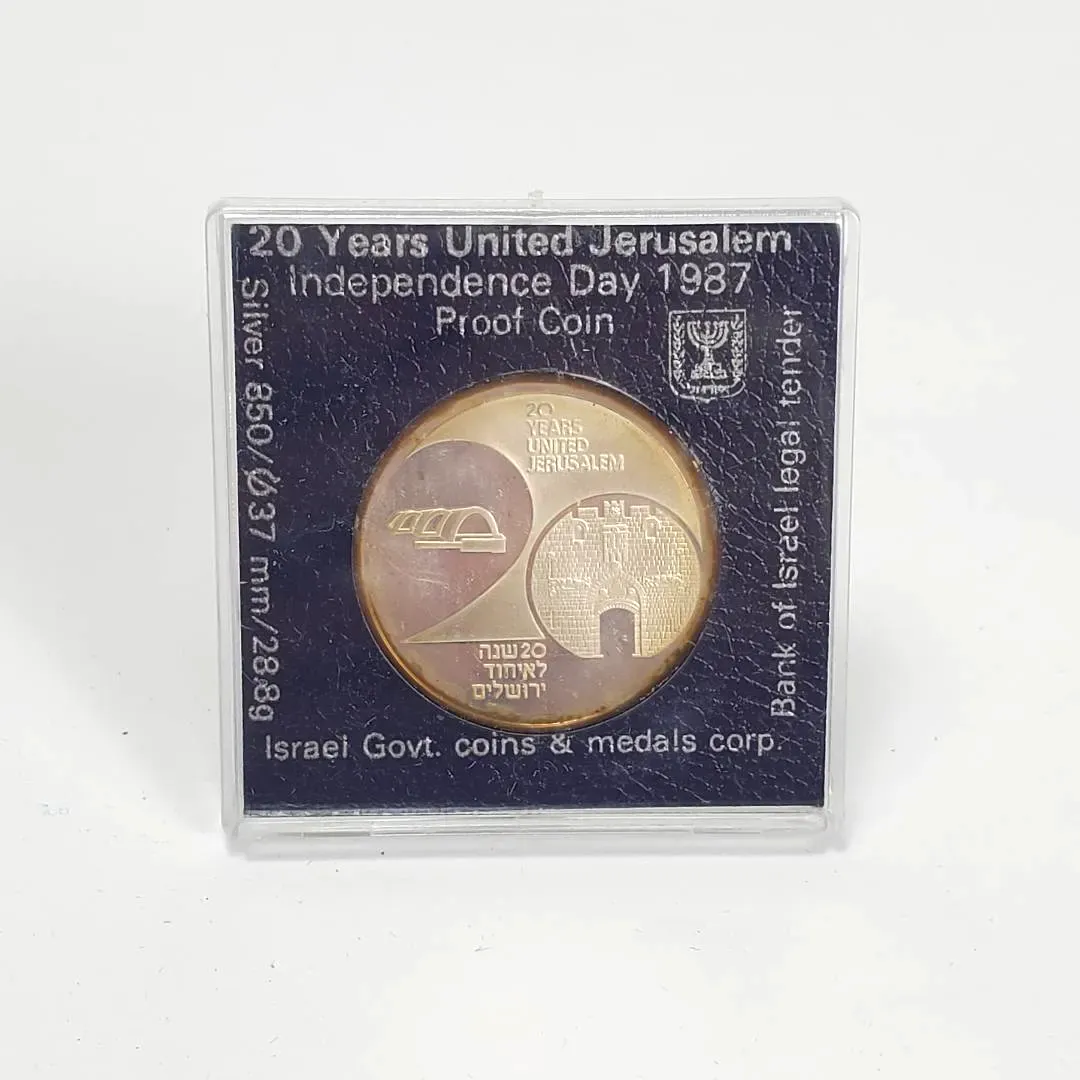 20 Years United Jerusalem
Independence Day 1987
Proof Coin
Silver 850/Ø37 mm/28.8g
Bank of Israel legal tender
20
YEARS
UNITED
JERUSALEM
20 שנה
לאיחוד
ירושלים
Israel Govt. coins & medals corp.